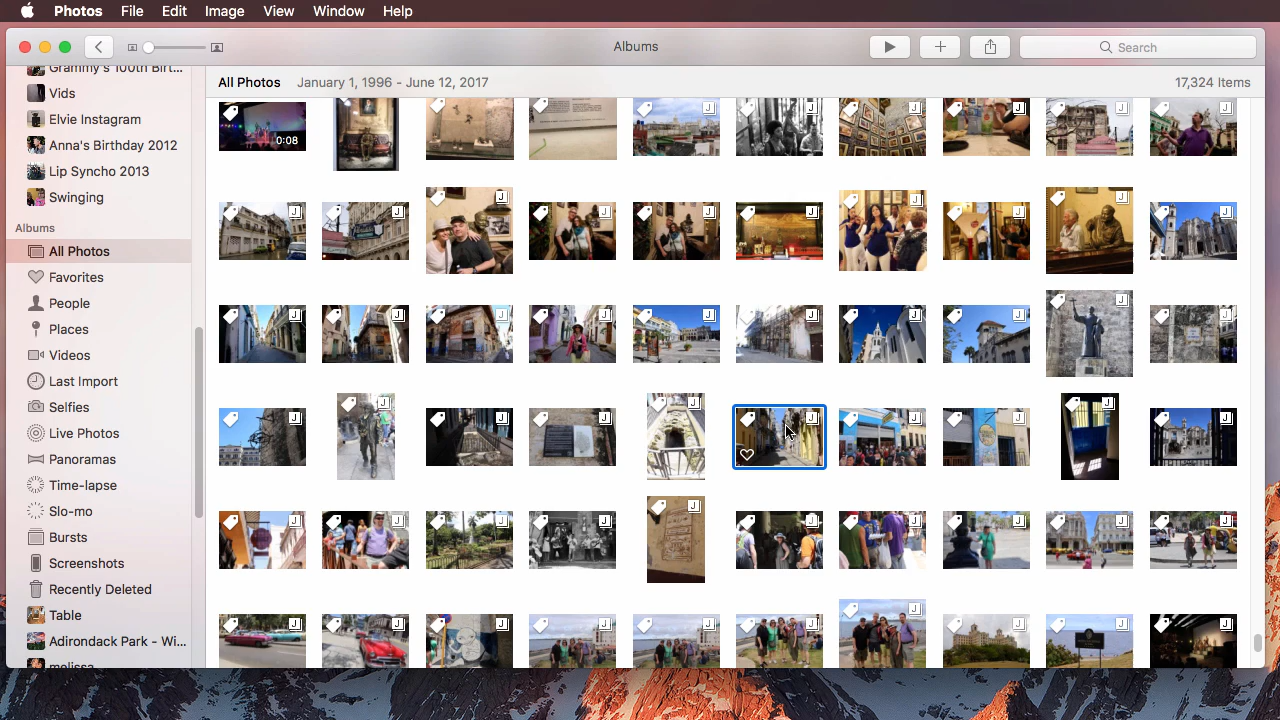 Photos File Edit Image View Window Help
Albums
Search
All Photos January 1, 1996 - June 12, 2017 17,324 Items
Grammy's 100th Birt...
Vids
Elvie Instagram
Anna's Birthday 2012
Lip Syncho 2013
Swinging
Albums
All Photos
Favorites
People
Places
Videos
Last Import
Selfies
Live Photos
Panoramas
Time-lapse
Slo-mo
Bursts
Screenshots
Recently Deleted
Table
Adirondack Park - Wi...
melissa
0:08
J J J J J J
J J J J J J J J J J
J J J J J J J J J J
J J J J J J J J J J
J J J J J J J J J J
J J J J J J J J J J